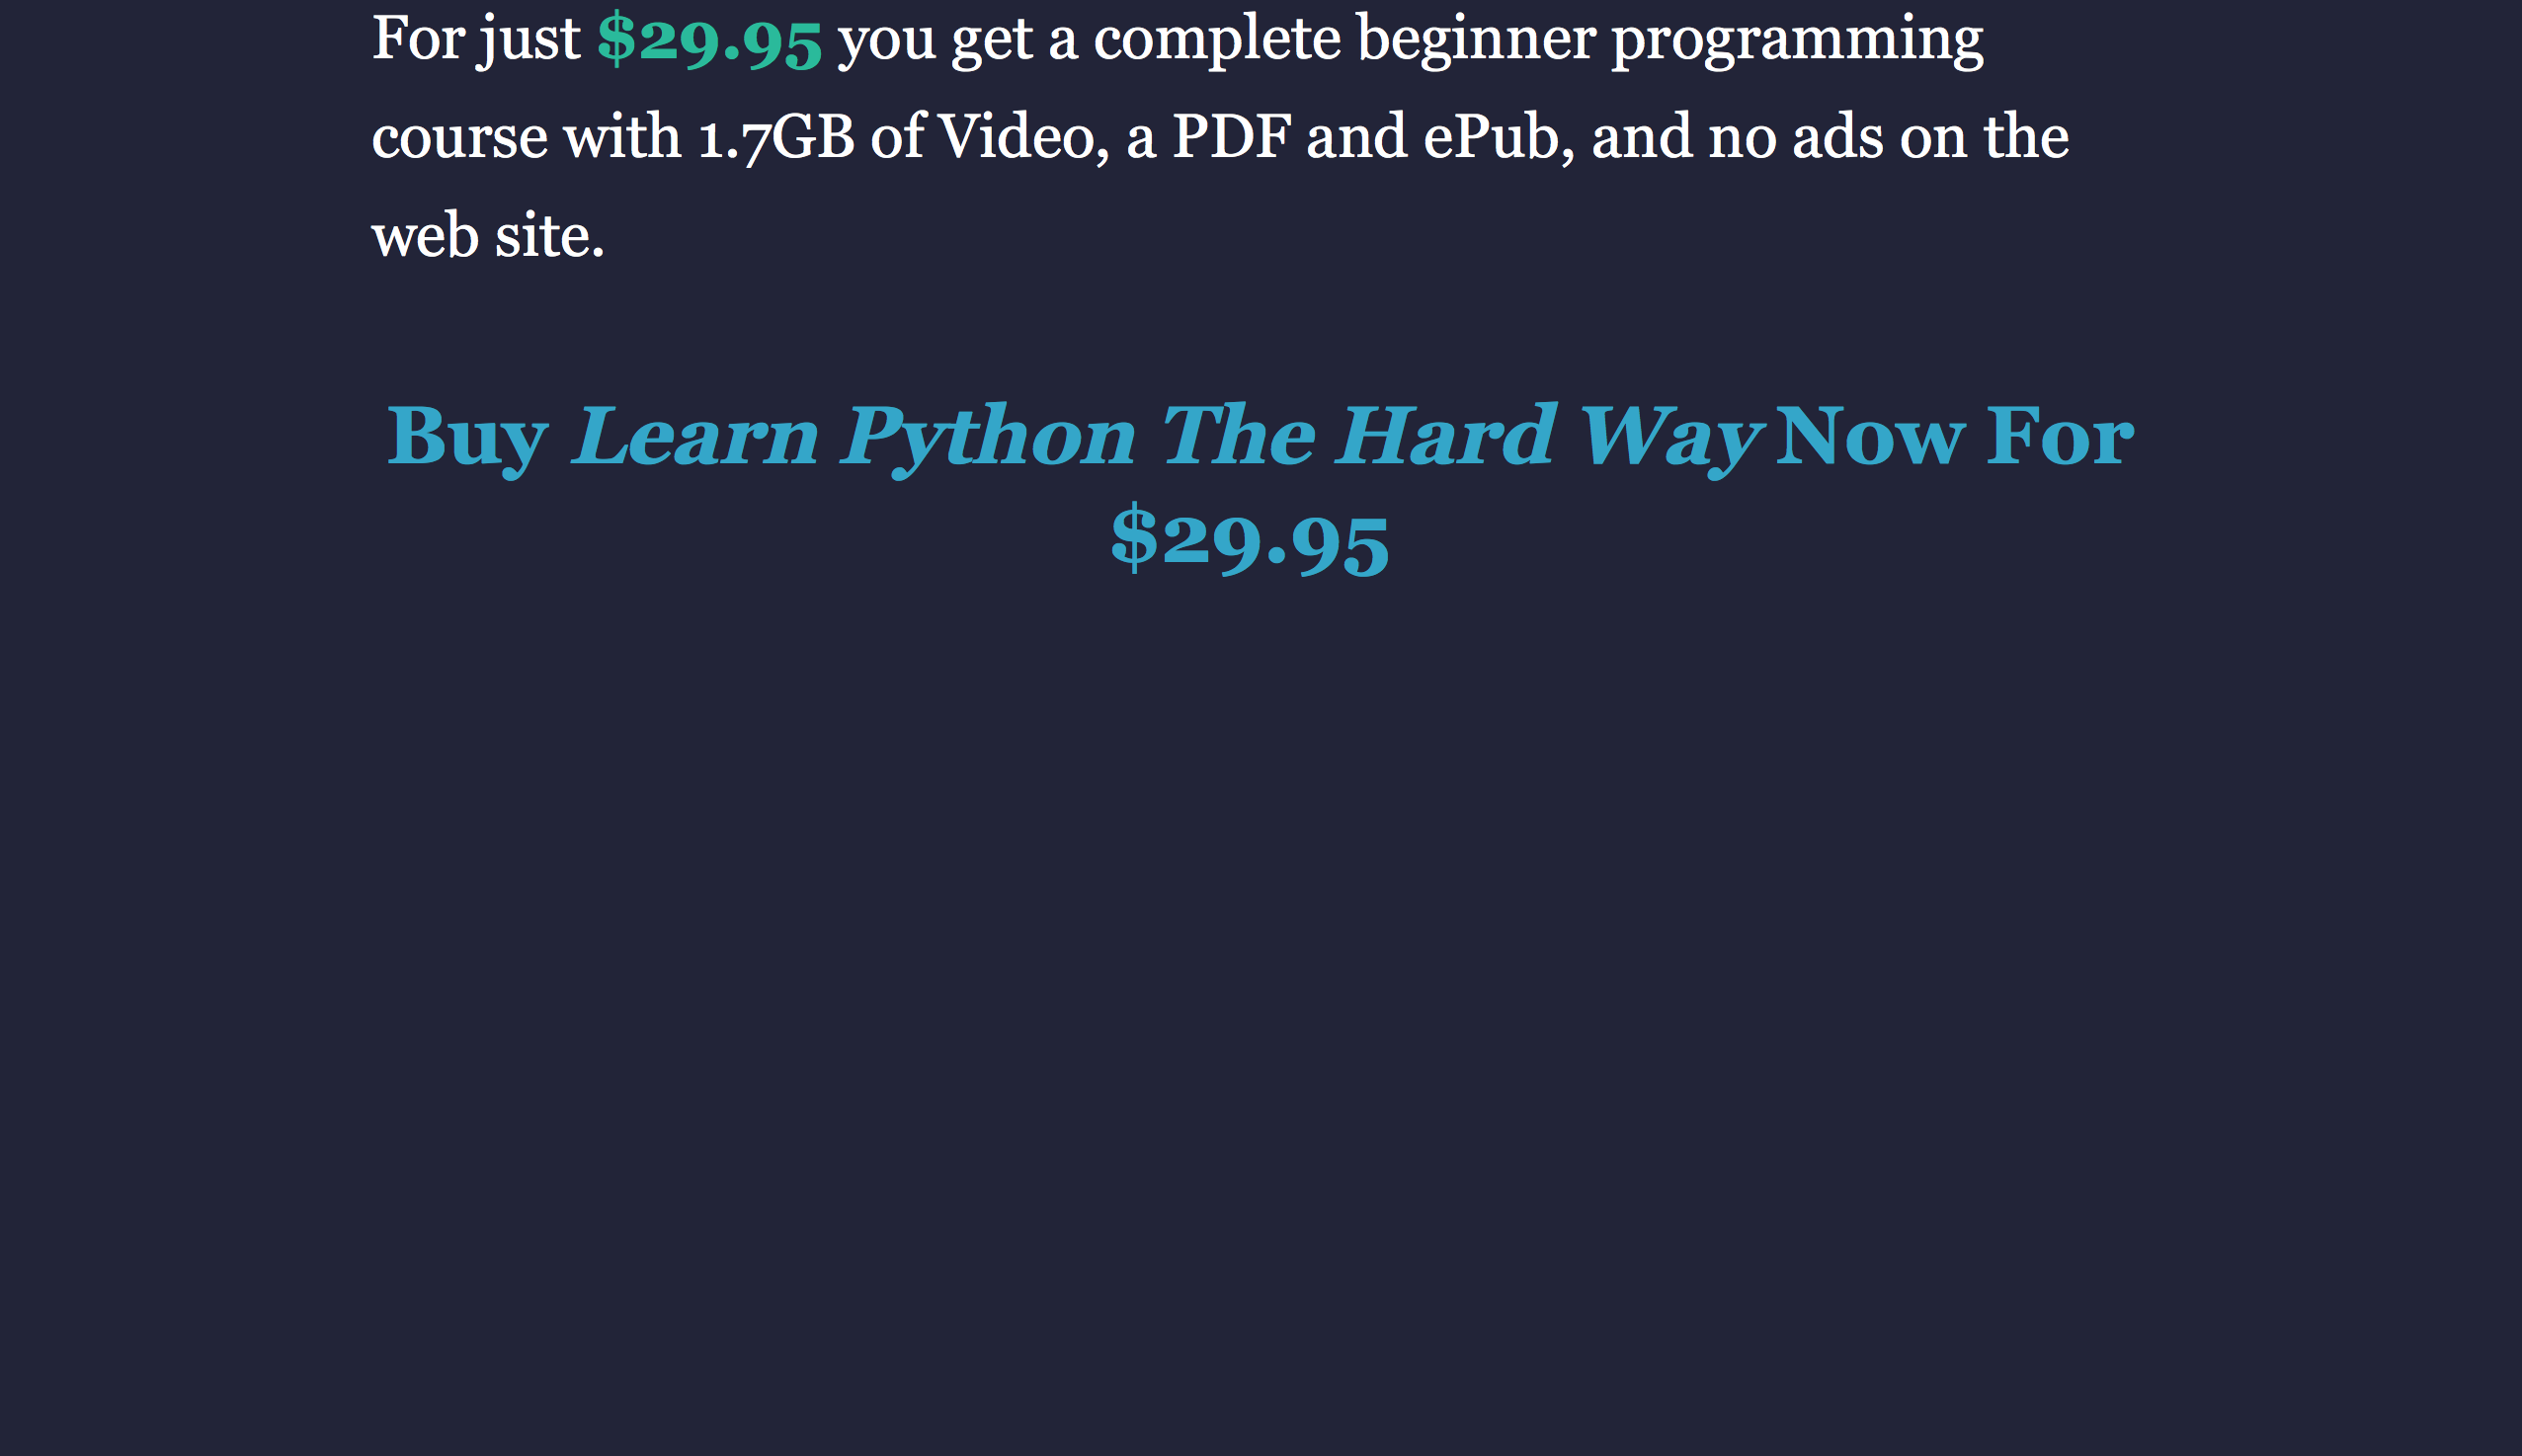 For just $29.95 you get a complete beginner programming
course with 1.7GB of Video, a PDF and ePub, and no ads on the
web site.
Buy Learn Python The Hard Way Now For
$29.95